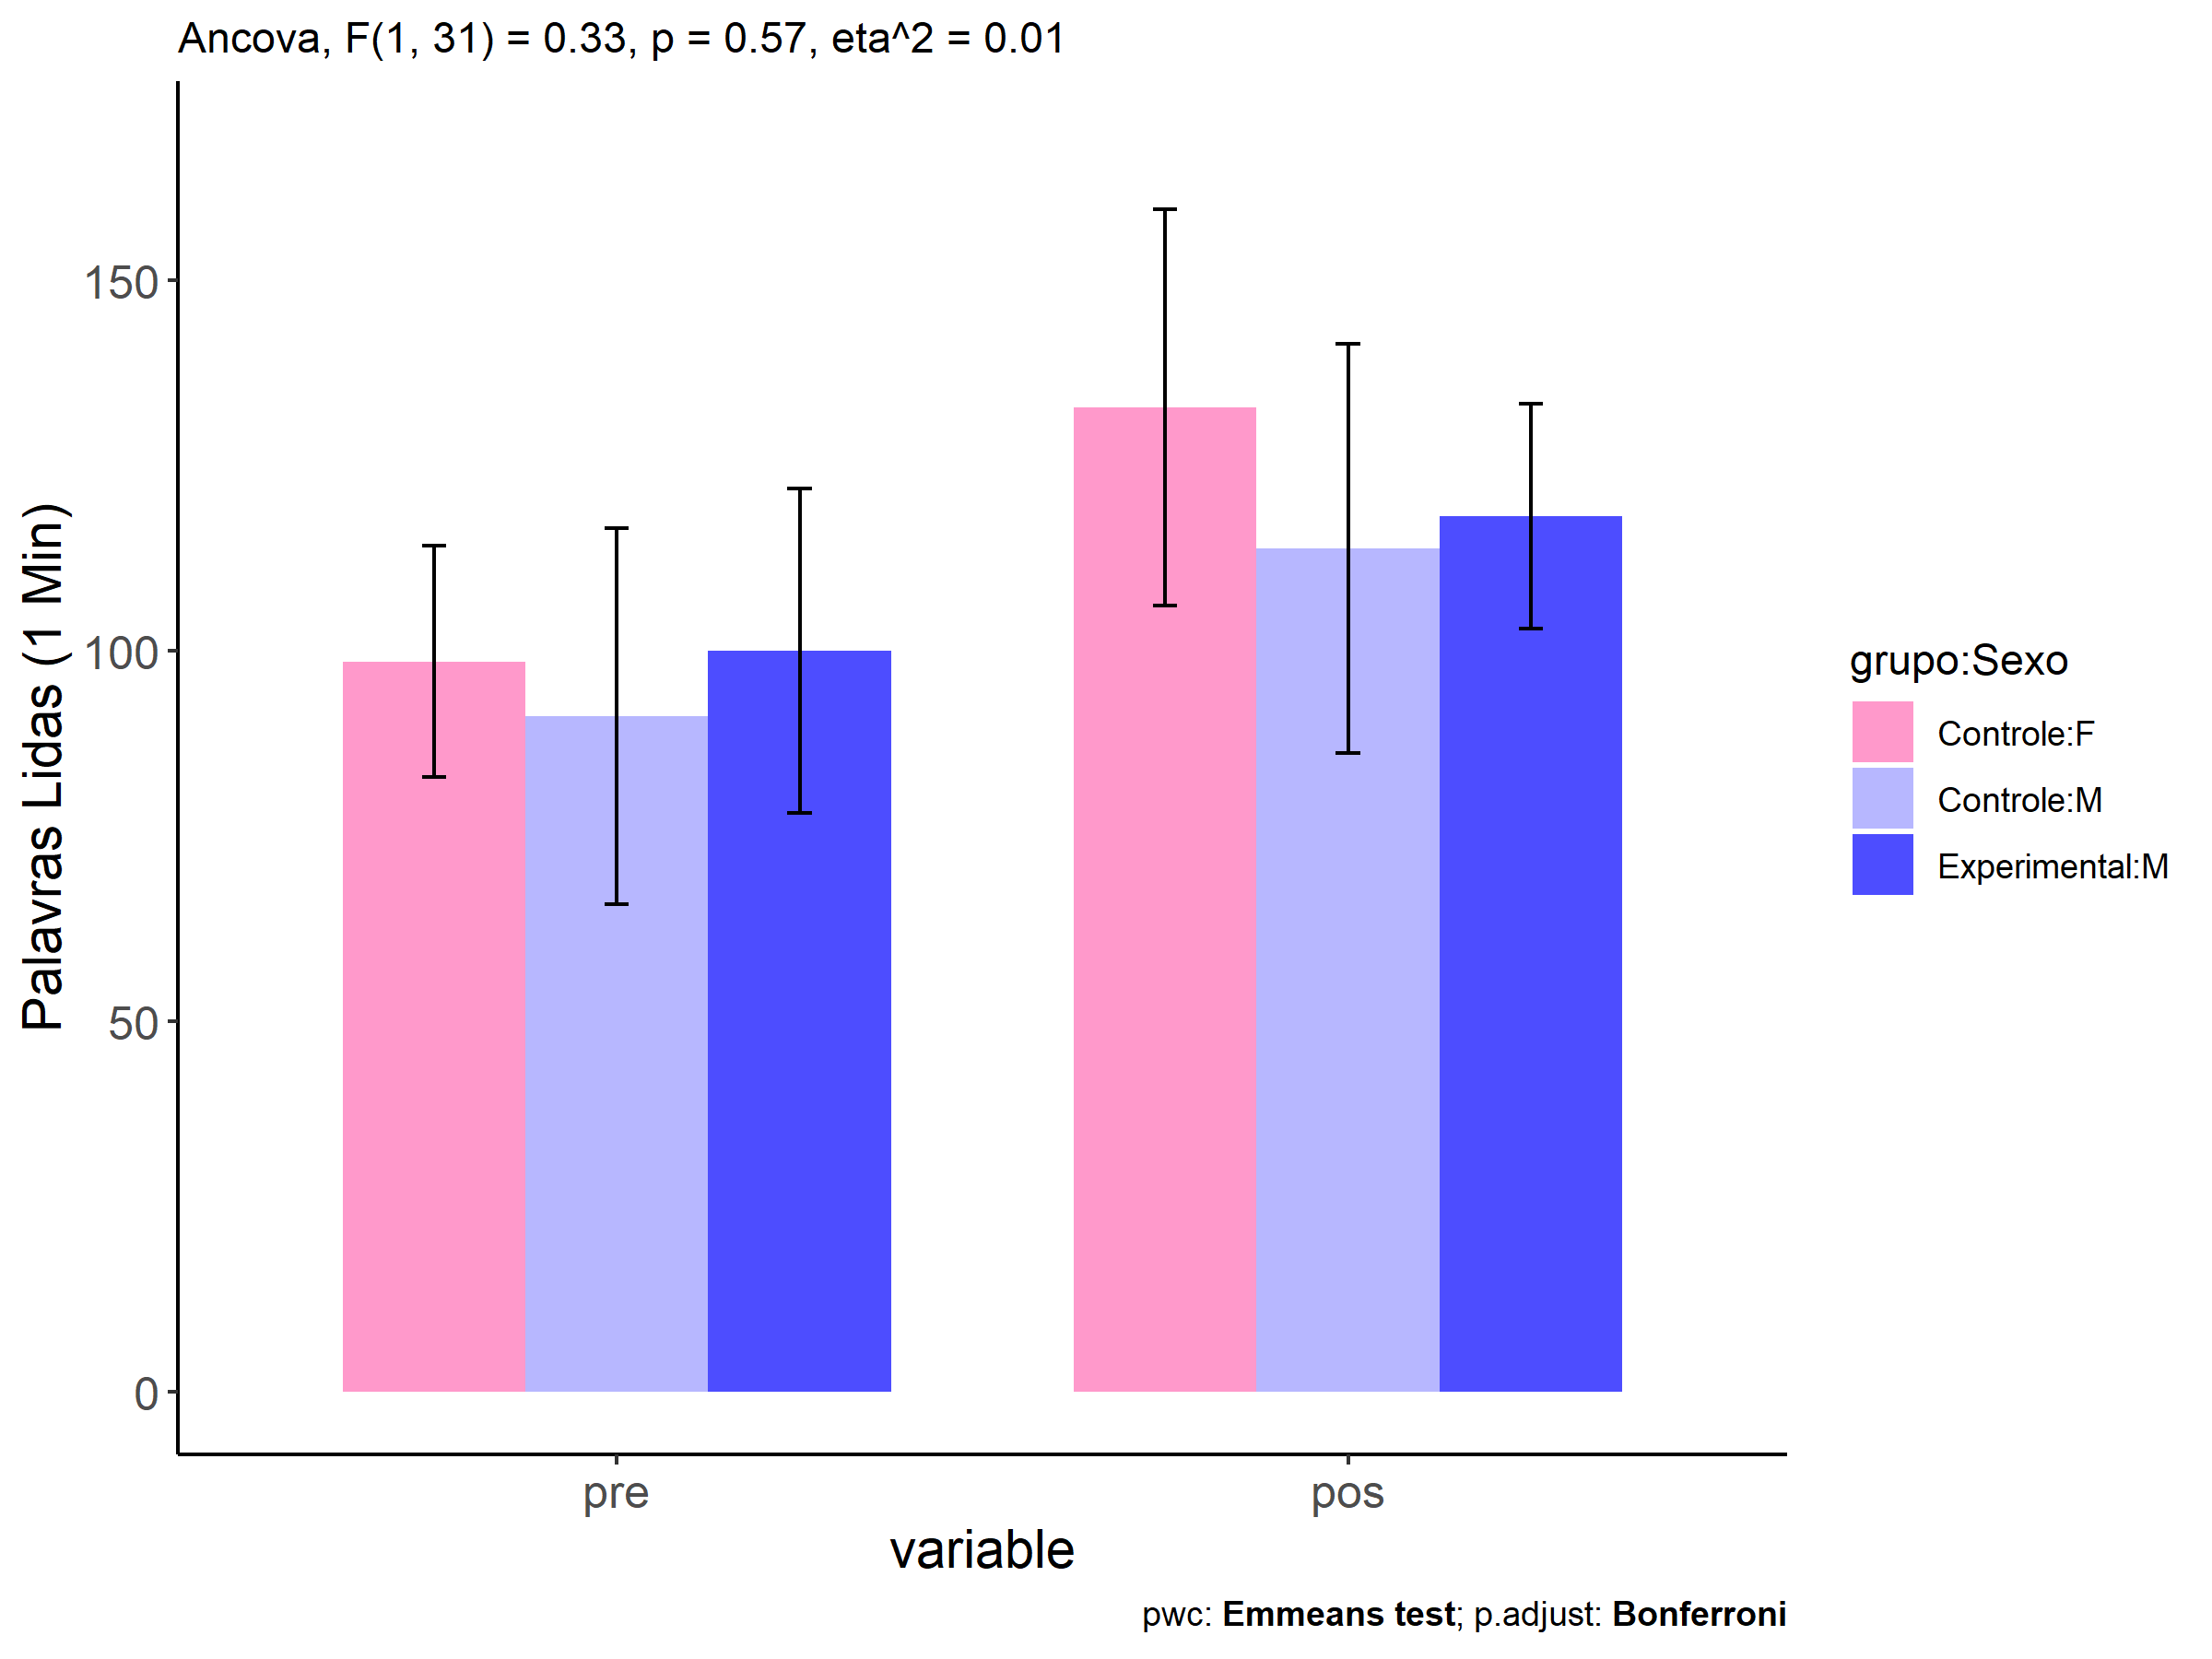 Ancova, F(1, 31) = 0.33, p = 0.57, eta^2 = 0.01
Palavras Lidas (1 Min)
150
100
50
0
pre
pos
variable
grupo:Sexo
Controle:F
Controle:M
Experimental:M
pwc: Emmeans test; p.adjust: Bonferroni